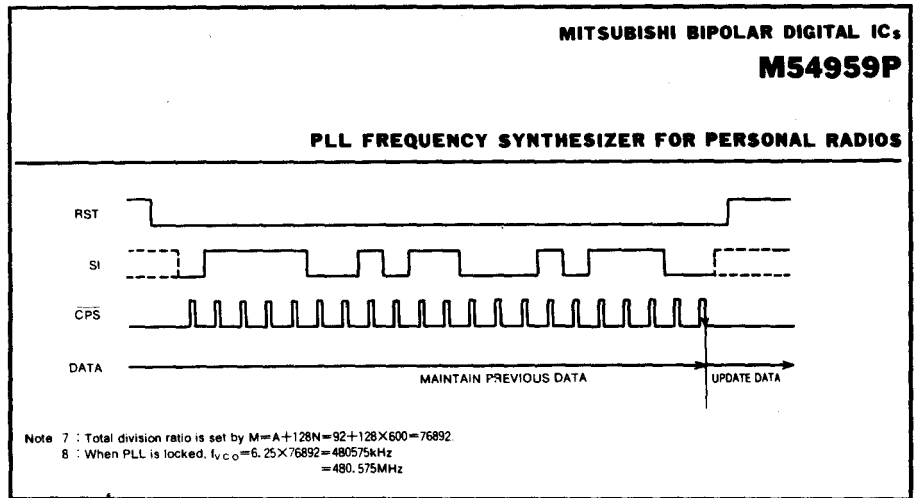 MITSUBISHI BIPOLAR DIGITAL ICs
M54959P
PLL FREQUENCY SYNTHESIZER FOR PERSONAL RADIOS
RST
SI
CPS
DATA
MAINTAIN PREVIOUS DATA
UPDATE DATA
Note 7 : Total division ratio is set by M=A+128N=92+128×600=76892.
8 : When PLL is locked, fVCO=6.25×76892=480575kHz
=480.575MHz